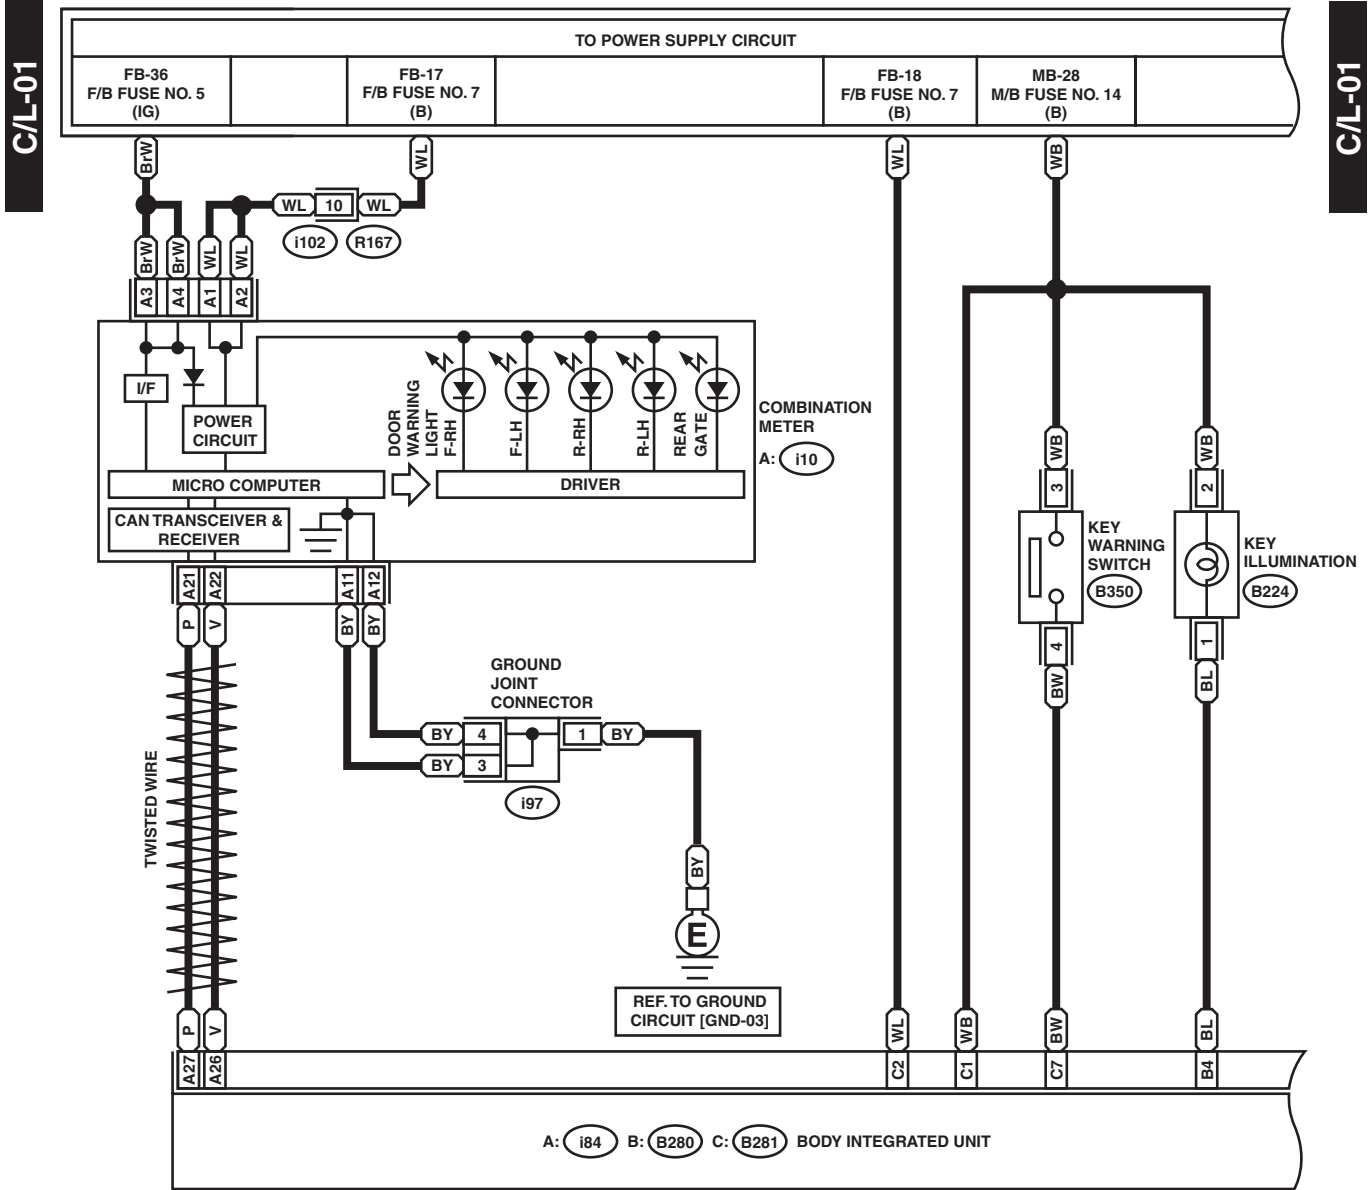 C/L-01
C/L-01
TO POWER SUPPLY CIRCUIT
FB-36
F/B FUSE NO. 5
(IG)
FB-17
F/B FUSE NO. 7
(B)
FB-18
F/B FUSE NO. 7
(B)
MB-28
M/B FUSE NO. 14
(B)
BrW
WL
WL
WB
WL
10
WL
i102
R167
BrW
BrW
WL
WL
A3
A4
A1
A2
I/F
POWER
CIRCUIT
DOOR
WARNING
LIGHT
F-RH
F-LH
R-RH
R-LH
REAR
GATE
COMBINATION
METER
A: i10
MICRO COMPUTER
DRIVER
CAN TRANSCEIVER &
RECEIVER
WB
WB
3
2
KEY
WARNING
SWITCH
B350
KEY
ILLUMINATION
B224
4
1
BW
BL
A21
A22
A11
A12
P
V
BY
BY
GROUND
JOINT
CONNECTOR
BY
4
1
BY
BY
3
i97
TWISTED WIRE
BY
E
REF. TO GROUND
CIRCUIT [GND-03]
P
V
WL
WB
BW
BL
A27
A26
C2
C1
C7
B4
A: i84 B: B280 C: B281 BODY INTEGRATED UNIT